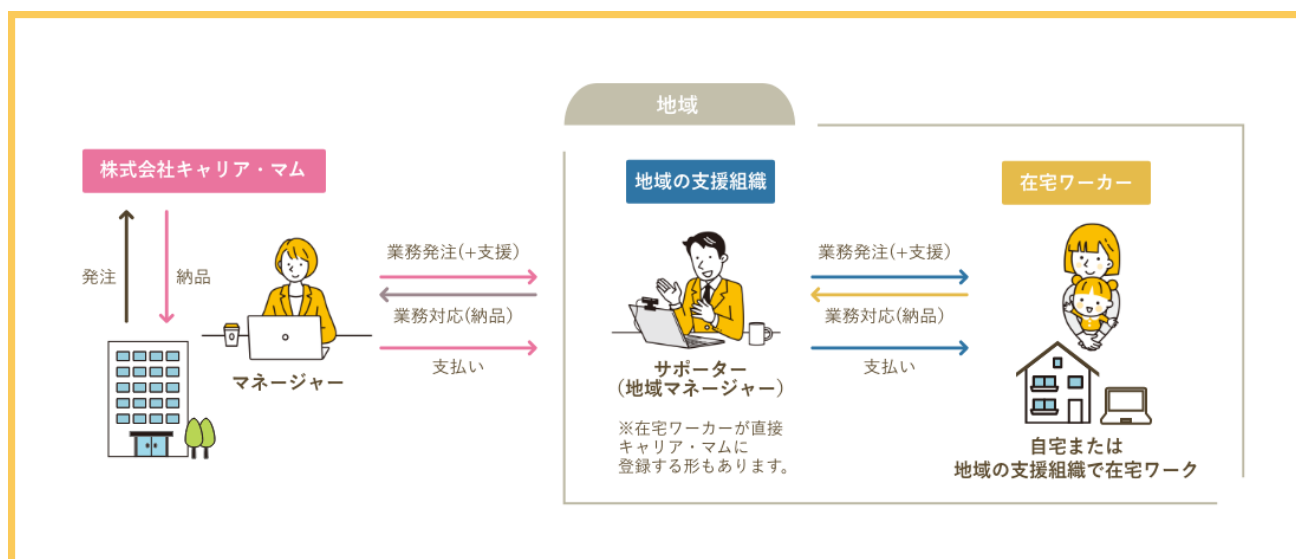 地域
株式会社キャリア・マム
発注
納品
マネージャー
業務発注(+支援)
業務対応(納品)
支払い
地域の支援組織
サポーター
(地域マネージャー)
※在宅ワーカーが直接
キャリア・マムに
登録する形もあります。
業務発注(+支援)
業務対応(納品)
支払い
在宅ワーカー
自宅または
地域の支援組織で在宅ワーク